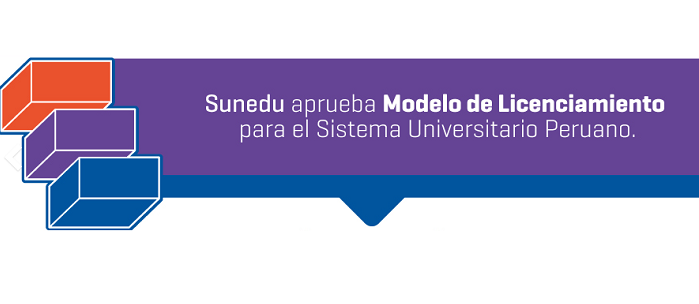 Sunedu aprueba Modelo de Licenciamiento
para el Sistema Universitario Peruano.